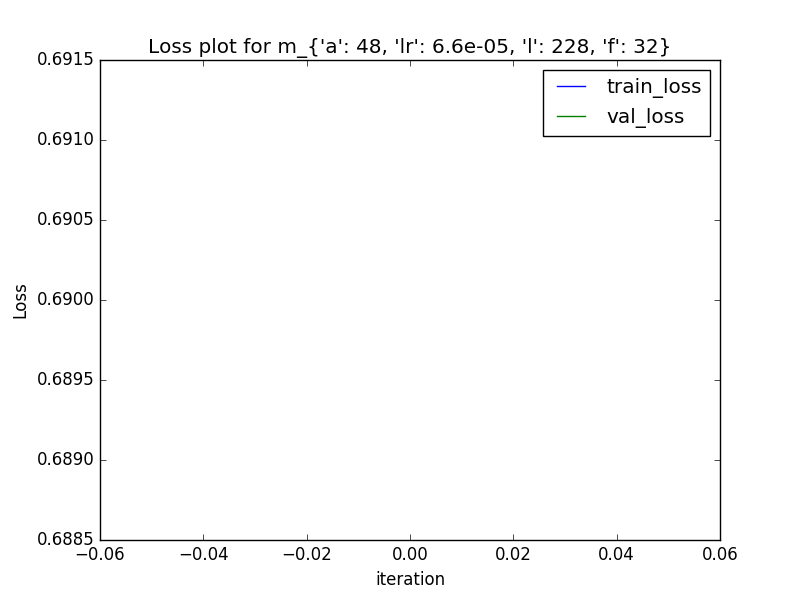 Loss plot for m_{'a': 48, 'lr': 6.6e-05, 'l': 228, 'f': 32}
train_loss
val_loss
0.6915
0.6910
0.6905
0.6900
0.6895
0.6890
0.6885
Loss
−0.06
−0.04
−0.02
0.00
0.02
0.04
0.06
iteration